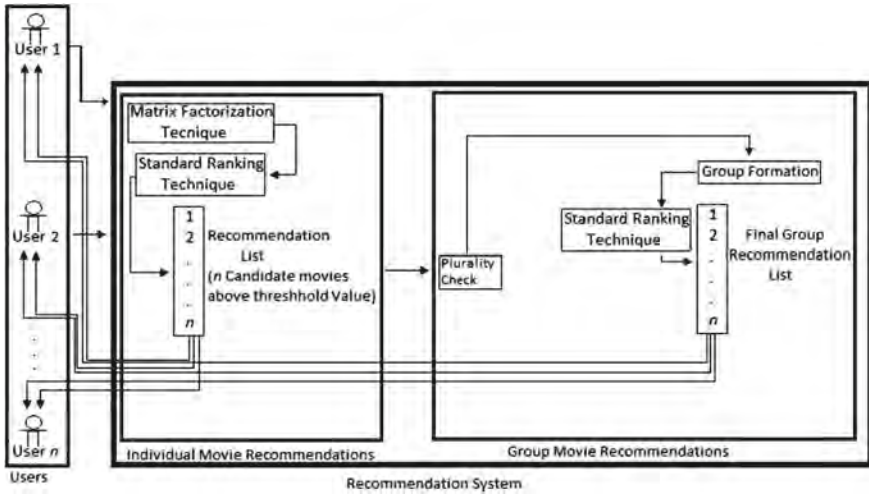 User 1
User 2
.
.
.
.
User n
Users
Matrix Factorization
Tecnique
Standard Ranking
Technique
1
2
.
.
.
n
Recommendation
List
(n Candidate movies
above threshhold Value)
Individual Movie Recommendations
Plurality
Check
Group Formation
Standard Ranking
Technique
1
2
.
.
.
n
Final Group
Recommendation
List
Group Movie Recommendations
Recommendation System